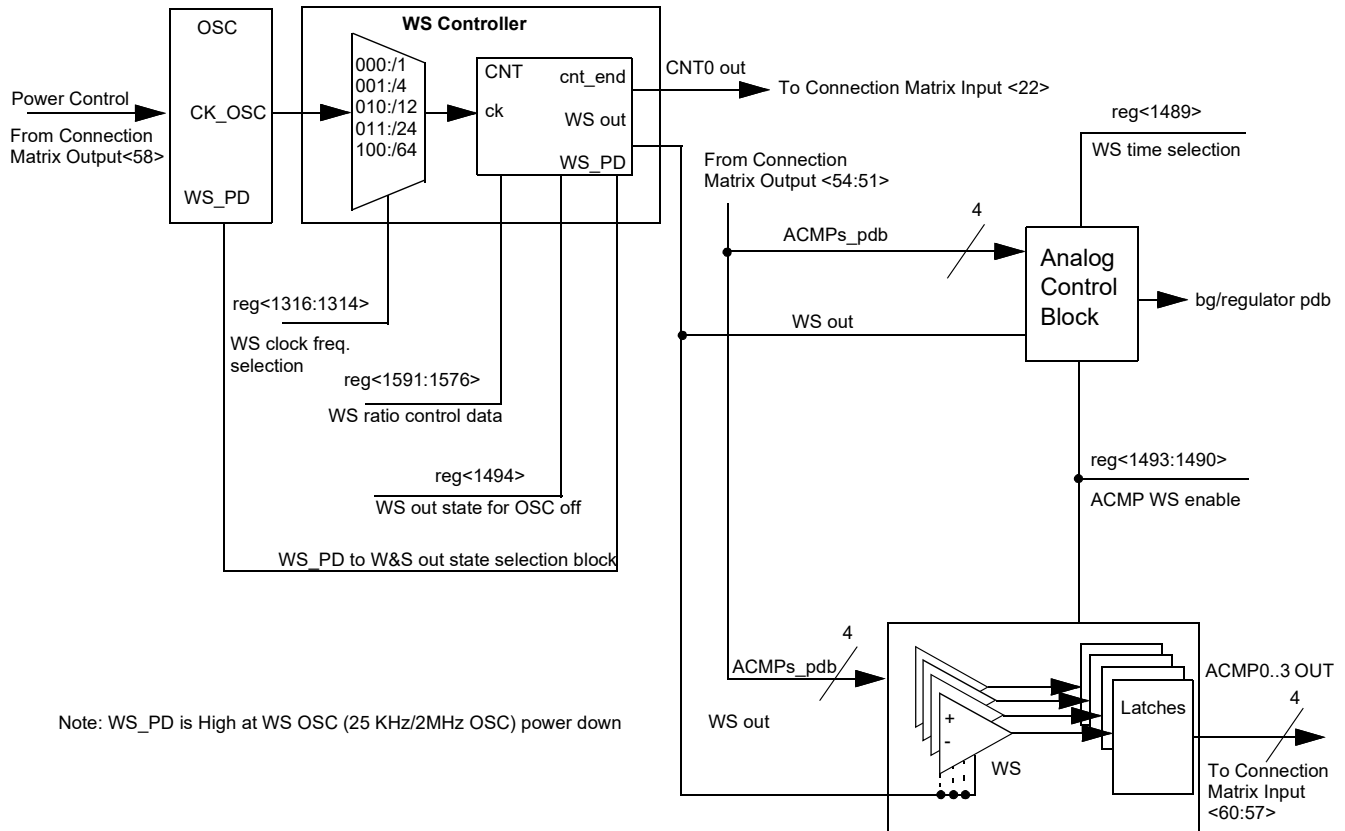 OSC
WS Controller
000:/1
001:/4
010:/12
011:/24
100:/64
CNT
cnt_end
ck
WS out
WS_PD
CNT0 out
To Connection Matrix Input <22>
Power Control
CK_OSC
From Connection
Matrix Output<58>
WS_PD
reg<1489>
WS time selection
From Connection
Matrix Output <54:51>
4
ACMPs_pdb
Analog
Control
Block
bg/regulator pdb
WS out
reg<1316:1314>
WS clock freq.
selection
reg<1591:1576>
WS ratio control data
reg<1494>
WS out state for OSC off
reg<1493:1490>
ACMP WS enable
WS_PD to W&S out state selection block
4
ACMPs_pdb
WS out
+
-
WS
Latches
ACMP0..3 OUT
4
To Connection
Matrix Input
<60:57>
Note: WS_PD is High at WS OSC (25 KHz/2MHz OSC) power down